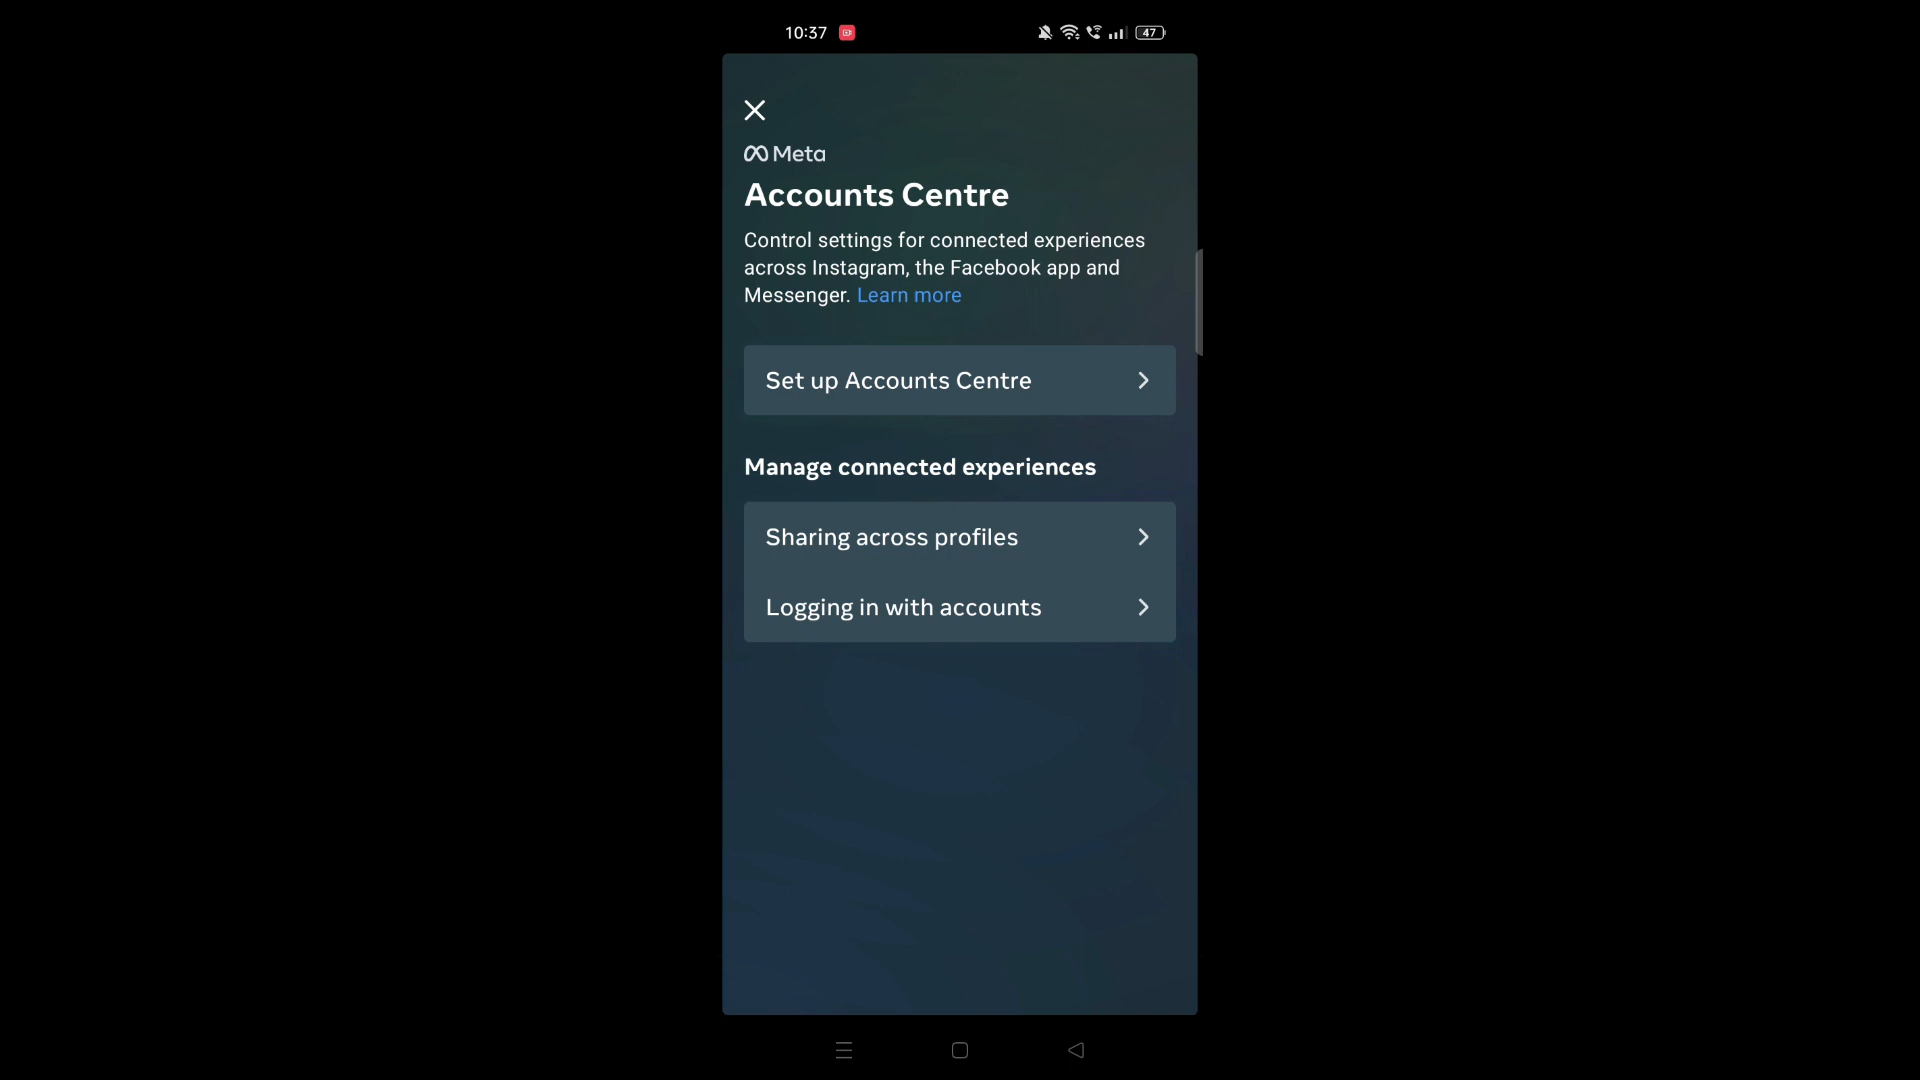 10:37
47
Meta
Accounts Centre
Control settings for connected experiences
across Instagram, the Facebook app and
Messenger. Learn more
Set up Accounts Centre
Manage connected experiences
Sharing across profiles
Logging in with accounts